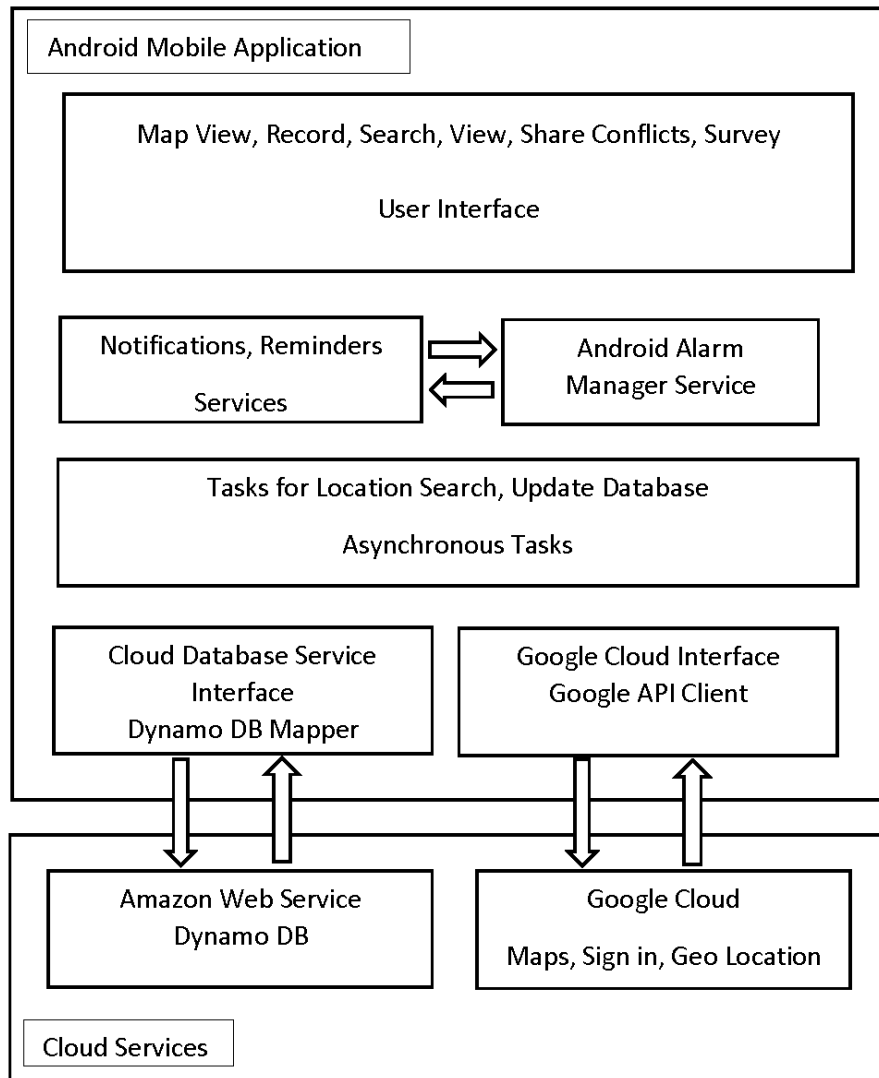 Android Mobile Application
Map View, Record, Search, View, Share Conflicts, Survey
User Interface
Notifications, Reminders
Services
Android Alarm
Manager Service
Tasks for Location Search, Update Database
Asynchronous Tasks
Cloud Database Service
Interface
Dynamo DB Mapper
Google Cloud Interface
Google API Client
Amazon Web Service
Dynamo DB
Google Cloud
Maps, Sign in, Geo Location
Cloud Services